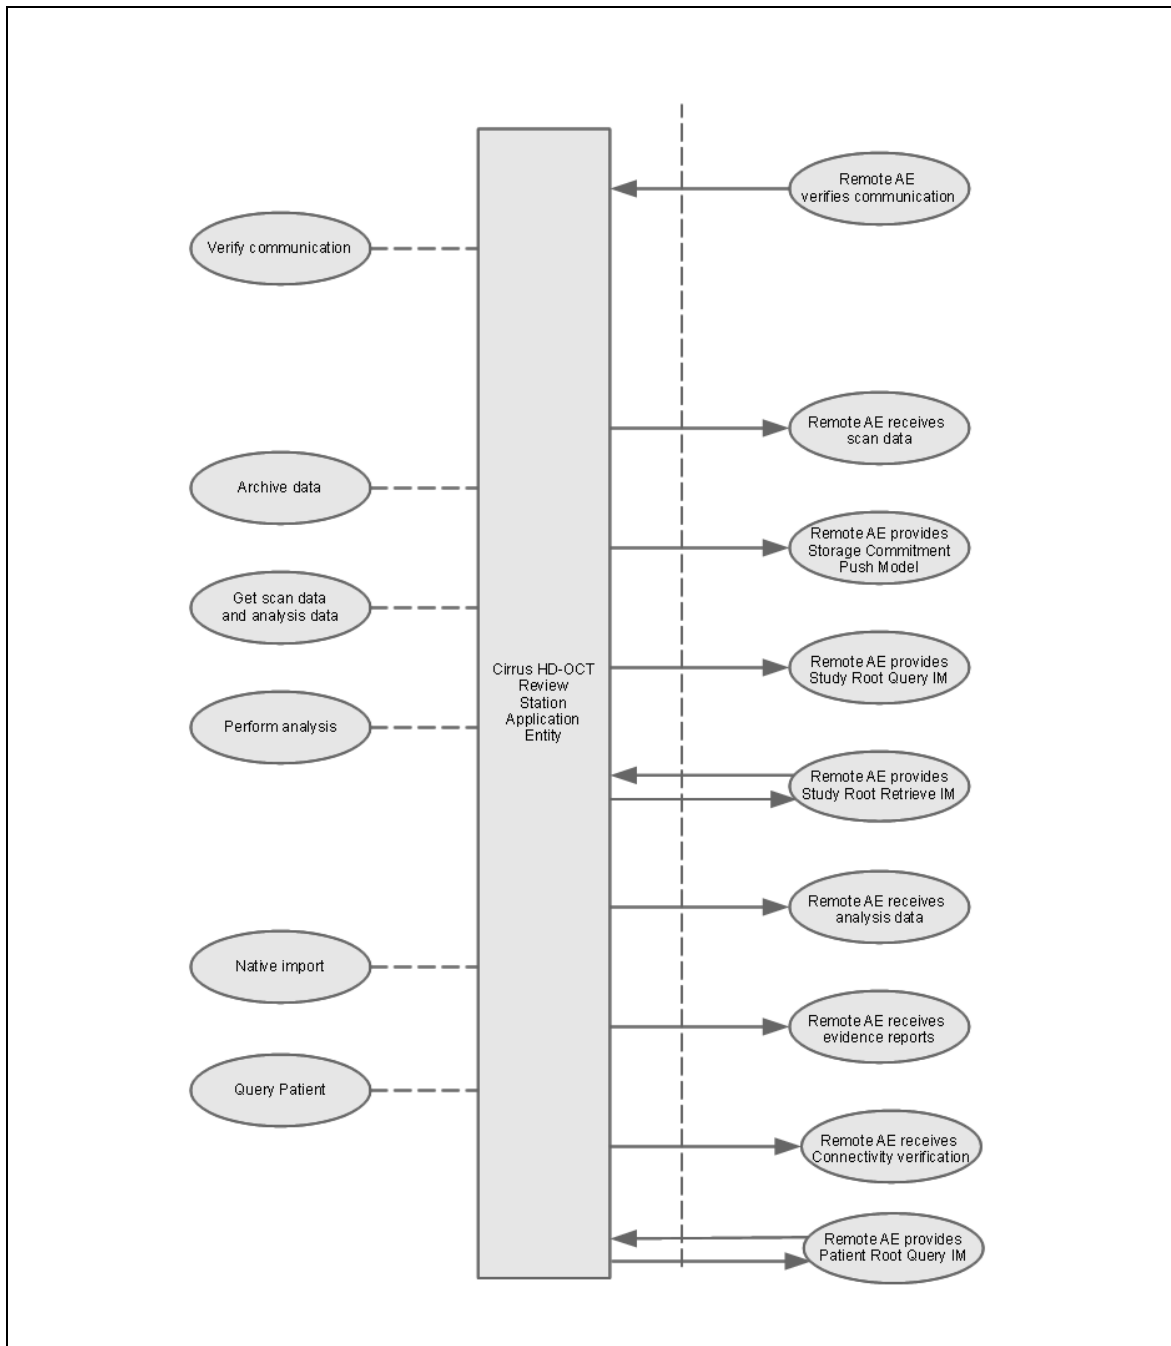 Remote AE
verifies communication
Verify communication
Remote AE receives
scan data
Archive data
Remote AE provides
Storage Commitment
Push Model
Get scan data
and analysis data
Cirrus HD-OCT
Review
Station
Application
Entity
Remote AE provides
Study Root Query IM
Perform analysis
Remote AE provides
Study Root Retrieve IM
Remote AE receives
analysis data
Native import
Remote AE receives
evidence reports
Query Patient
Remote AE receives
Connectivity verification
Remote AE provides
Patient Root Query IM